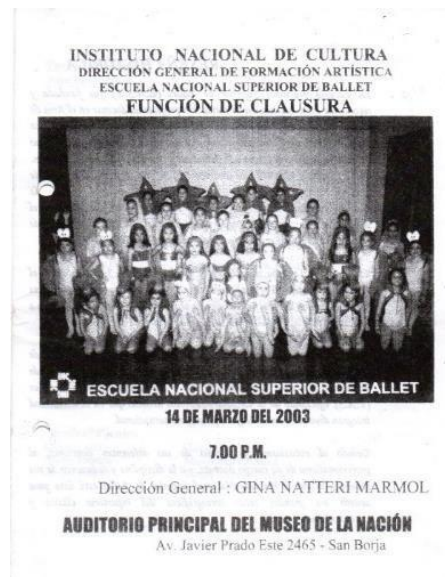 INSTITUTO NACIONAL DE CULTURA
DIRECCIÓN GENERAL DE FORMACIÓN ARTÍSTICA
ESCUELA NACIONAL SUPERIOR DE BALLET
FUNCIÓN DE CLAUSURA
ESCUELA NACIONAL SUPERIOR DE BALLET
14 DE MARZO DEL 2003
7.00 P.M.
Dirección General : GINA NATTERI MARMOL
AUDITORIO PRINCIPAL DEL MUSEO DE LA NACIÓN
Av. Javier Prado Este 2465 - San Borja